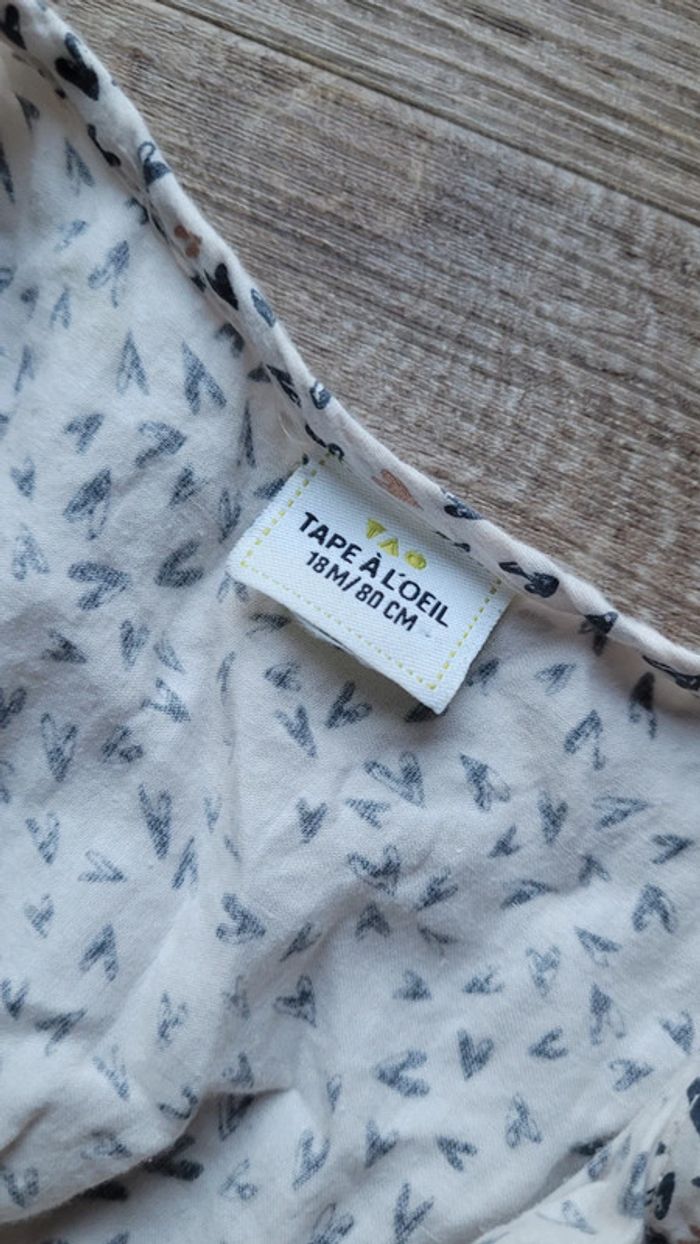 TAO
TAPE À L'OEIL
18M/80 CM